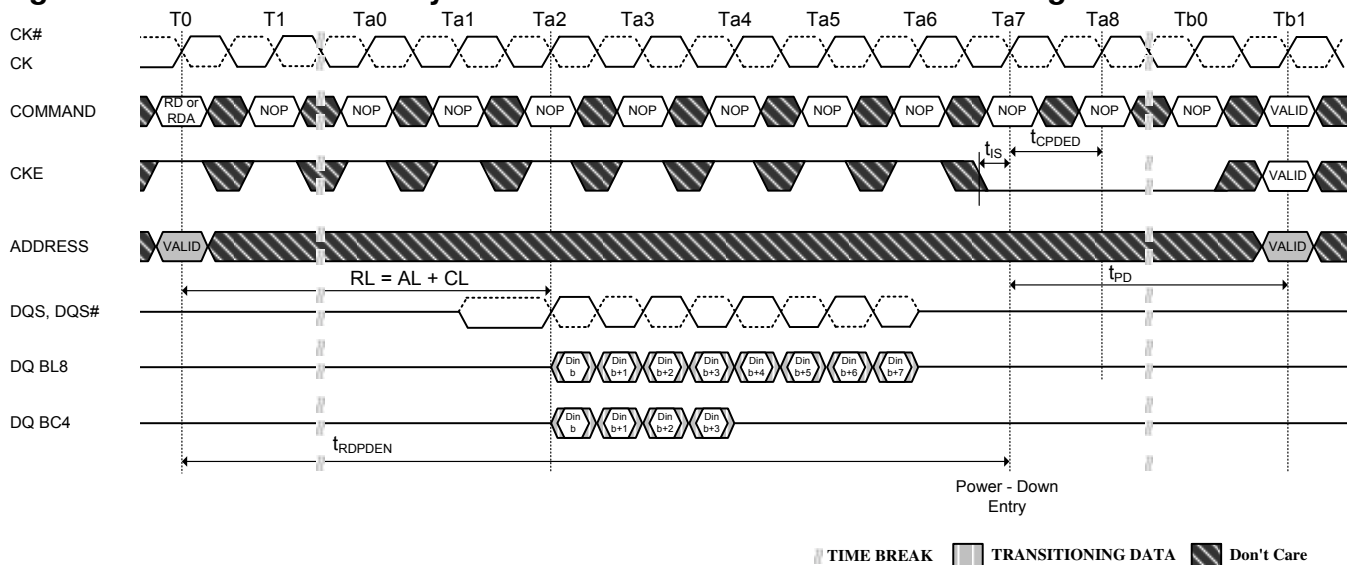 T0 T1 Ta0 Ta1 Ta2 Ta3 Ta4 Ta5 Ta6 Ta7 Ta8 Tb0 Tb1
CK#
CK
COMMAND RD or RDA NOP NOP NOP NOP NOP NOP NOP NOP NOP NOP NOP VALID
tIS tCPDED
CKE VALID
ADDRESS VALID VALID
RL = AL + CL tPD
DQS, DQS#
DQ BL8 Din b Din b+1 Din b+2 Din b+3 Din b+4 Din b+5 Din b+6 Din b+7
DQ BC4 Din b Din b+1 Din b+2 Din b+3
tRDPDEN
Power - Down
Entry
TIME BREAK TRANSITIONING DATA Don't Care